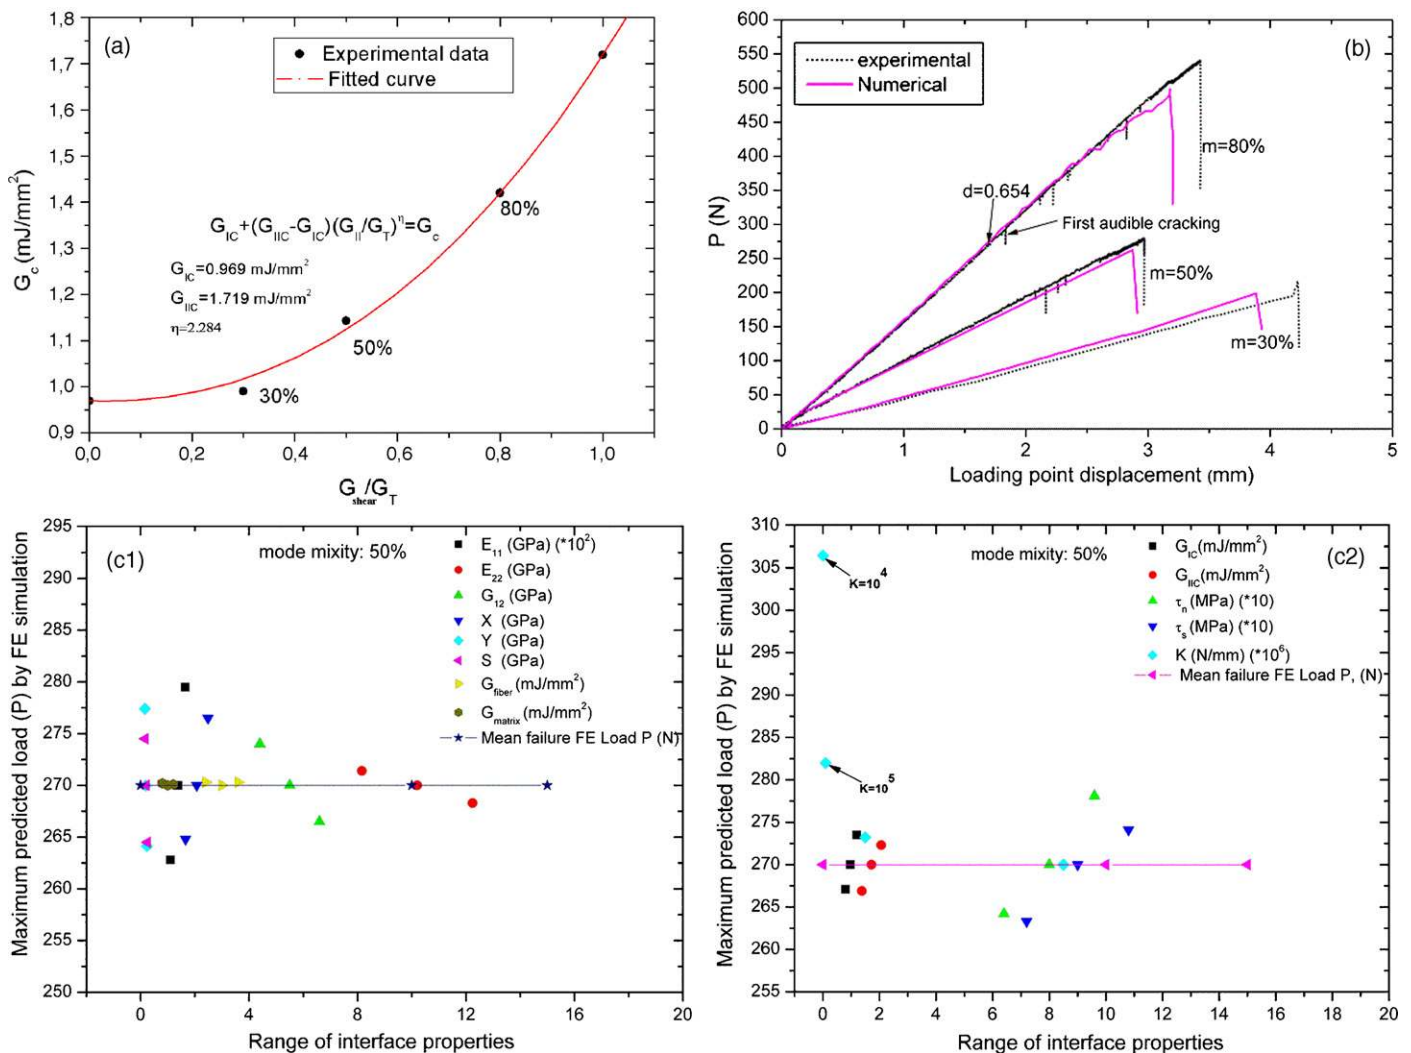 (a)
Experimental data
Fitted curve
G_IC+(G_IIC-G_IC)(G_II/G_T)^η=G_c
G_IC=0.969 mJ/mm²
G_IIC=1.719 mJ/mm²
η=2.284
30%
50%
80%
1,8
1,7
1,6
1,5
1,4
1,3
1,2
1,1
1,0
0,9
G_c (mJ/mm²)
0,0 0,2 0,4 0,6 0,8 1,0
G_shear/G_T
(b)
experimental
Numerical
m=80%
d=0.654
First audible cracking
m=50%
m=30%
600
550
500
450
400
350
300
250
200
150
100
50
0
P (N)
0 1 2 3 4 5
Loading point displacement (mm)
(c1)
mode mixity: 50%
E_11 (GPa) (*10²)
E_22 (GPa)
G_12 (GPa)
X (GPa)
Y (GPa)
S (GPa)
G_fiber (mJ/mm²)
G_matrix (mJ/mm²)
Mean failure FE Load P (N)
295
290
285
280
275
270
265
260
255
250
Maximum predicted load (P) by FE simulation
0 4 8 12 16 20
Range of interface properties
(c2)
mode mixity: 50%
G_IC(mJ/mm²)
G_IIC(mJ/mm²)
τ_n (MPa) (*10)
τ_s (MPa) (*10)
K (N/mm) (*10⁶)
Mean failure FE Load P, (N)
K=10⁴
K=10⁵
310
305
300
295
290
285
280
275
270
265
260
255
Maximum predicted load (P) by FE simulation
0 2 4 6 8 10 12 14 16 18 20
Range of interface properties